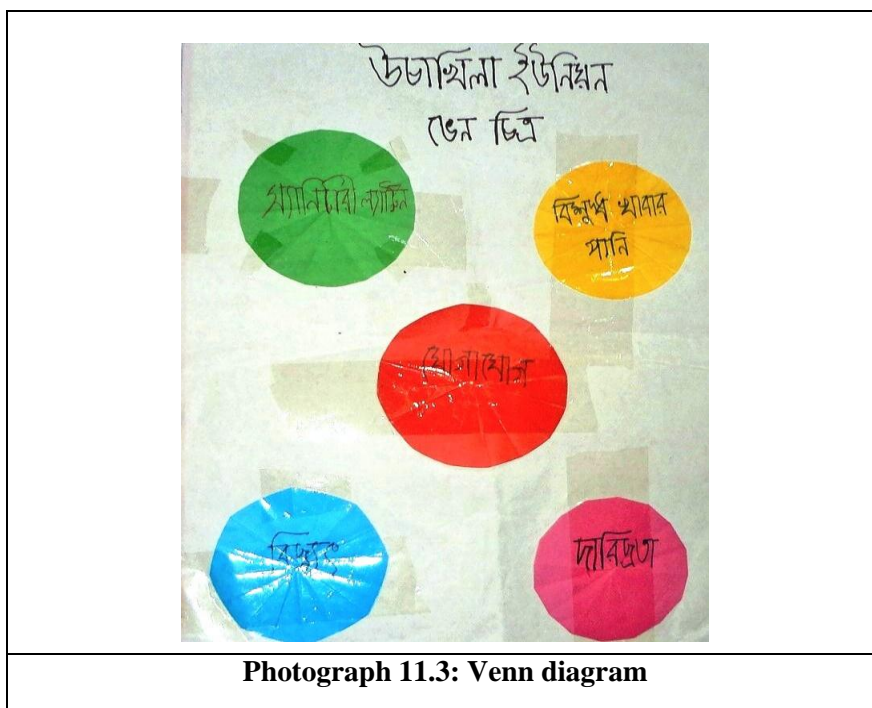 উচাখিলা ইউনিয়ন
ভেন চিত্র
স্যানিটারী ল্যাট্রিন
বিশুদ্ধ খাবার
পানি
যোগাযোগ
বিদ্যুৎ
দারিদ্রতা
Photograph 11.3: Venn diagram